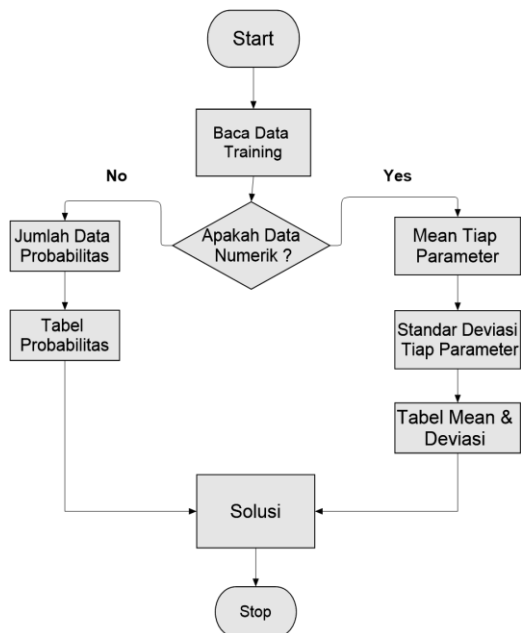 Start
Baca Data
Training
No
Yes
Apakah Data
Numerik ?
Jumlah Data
Probabilitas
Mean Tiap
Parameter
Tabel
Probabilitas
Standar Deviasi
Tiap Parameter
Tabel Mean &
Deviasi
Solusi
Stop